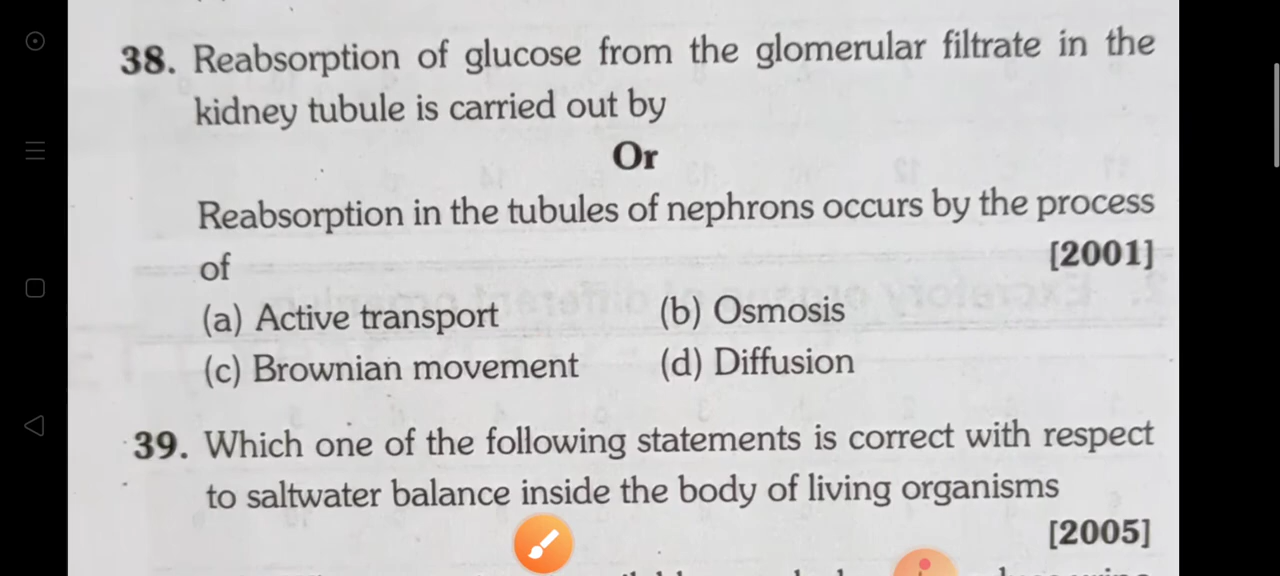 38. Reabsorption of glucose from the glomerular filtrate in the
kidney tubule is carried out by
Or
Reabsorption in the tubules of nephrons occurs by the process
of [2001]
(a) Active transport (b) Osmosis
(c) Brownian movement (d) Diffusion
39. Which one of the following statements is correct with respect
to saltwater balance inside the body of living organisms
[2005]